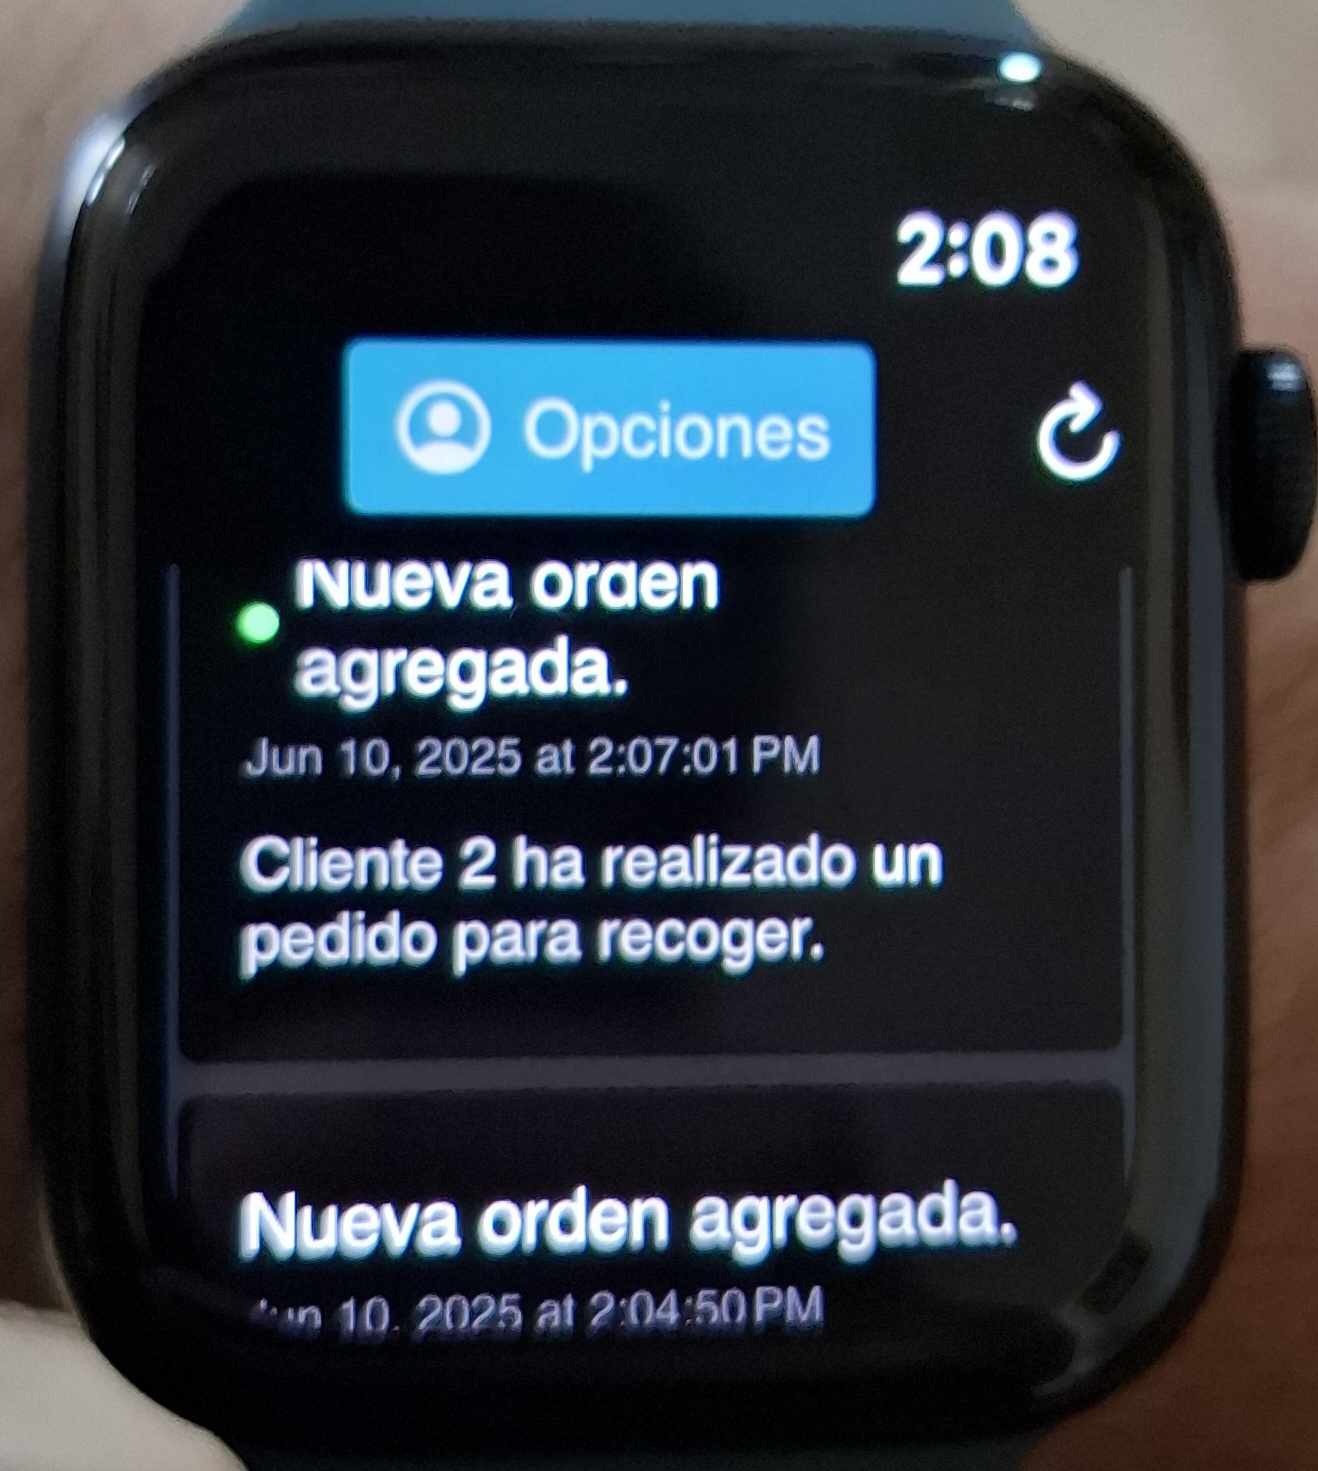 2:08
Opciones
Nueva orden
agregada.
Jun 10, 2025 at 2:07:01 PM
Cliente 2 ha realizado un
pedido para recoger.
Nueva orden agregada.
Jun 10, 2025 at 2:04:50 PM